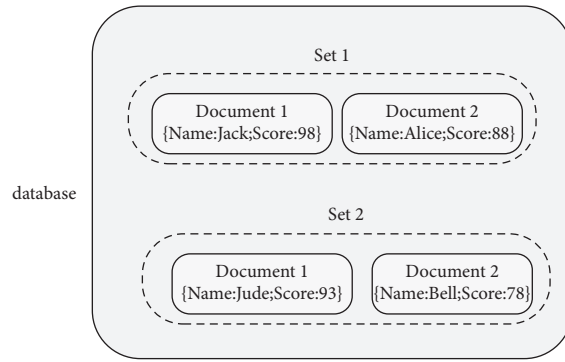 Set 1
Document 1
{Name:Jack;Score:98}
Document 2
{Name:Alice;Score:88}
database
Set 2
Document 1
{Name:Jude;Score:93}
Document 2
{Name:Bell;Score:78}